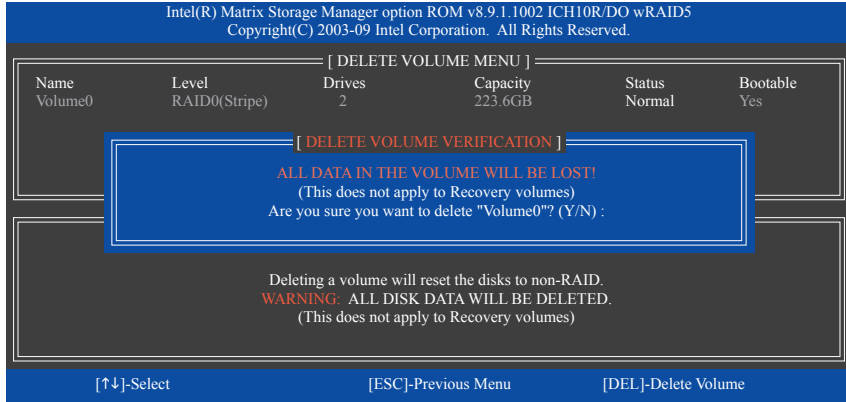 Intel(R) Matrix Storage Manager option ROM v8.9.1.1002 ICH10R/DO wRAID5
Copyright(C) 2003-09 Intel Corporation. All Rights Reserved.
[ DELETE VOLUME MENU ]
Name Level Drives Capacity Status Bootable
Volume0 RAID0(Stripe) 2 223.6GB Normal Yes
[ DELETE VOLUME VERIFICATION ]
ALL DATA IN THE VOLUME WILL BE LOST!
(This does not apply to Recovery volumes)
Are you sure you want to delete "Volume0"? (Y/N) :
Deleting a volume will reset the disks to non-RAID.
WARNING: ALL DISK DATA WILL BE DELETED.
(This does not apply to Recovery volumes)
[↑↓]-Select [ESC]-Previous Menu [DEL]-Delete Volume